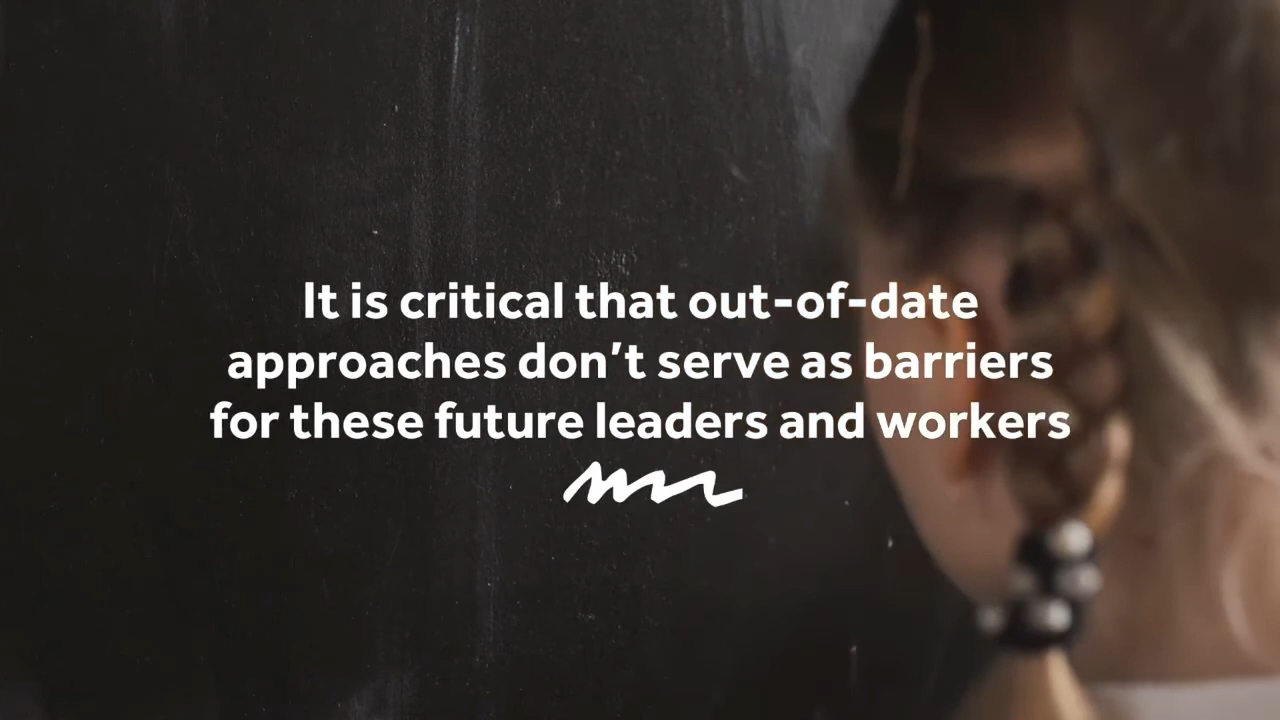 It is critical that out-of-date
approaches don’t serve as barriers
for these future leaders and workers